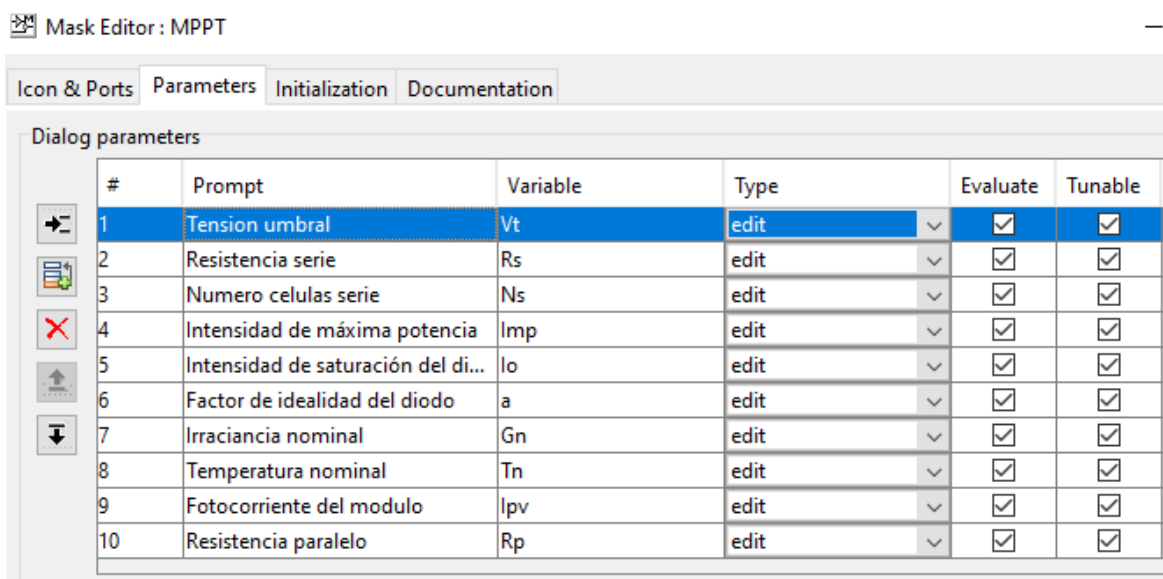 Mask Editor : MPPT
Icon & Ports Parameters Initialization Documentation
Dialog parameters
# Prompt Variable Type Evaluate Tunable
1 Tension umbral Vt edit
2 Resistencia serie Rs edit
3 Numero celulas serie Ns edit
4 Intensidad de máxima potencia Imp edit
5 Intensidad de saturación del di... Io edit
6 Factor de idealidad del diodo a edit
7 Irraciancia nominal Gn edit
8 Temperatura nominal Tn edit
9 Fotocorriente del modulo Ipv edit
10 Resistencia paralelo Rp edit